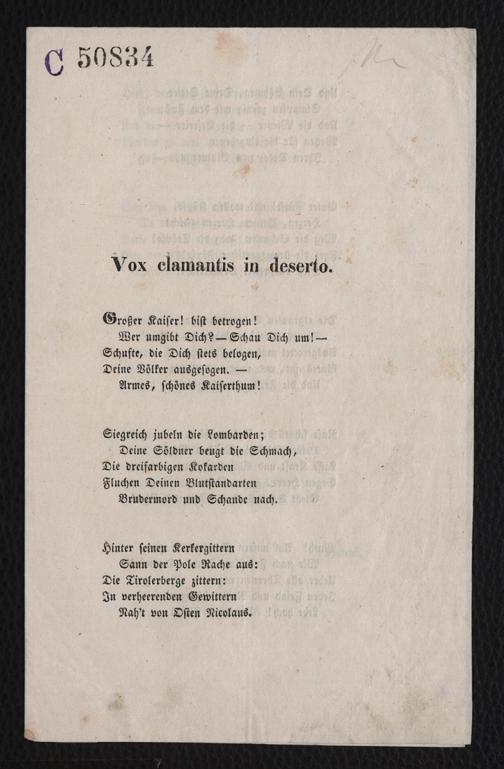 C 50834
Vox clamantis in deserto.
Großer Kaiser! bist betrogen!
Wer umgibt Dich? — Schau Dich um! —
Schufte, die Dich stets belogen,
Deine Völker ausgesogen. —
Armes, schönes Kaiserthum!
Siegreich jubeln die Lombarden;
Deine Söldner beugt die Schmach,
Die dreifarbigen Kokarden
Fluchen Deinen Blutstandarten
Brudermord und Schande nach.
Hinter seinen Kerkergittern
Sann der Pole Rache aus:
Die Tirolerberge zittern:
In verheerenden Gewittern
Nah't von Osten Nicolaus.